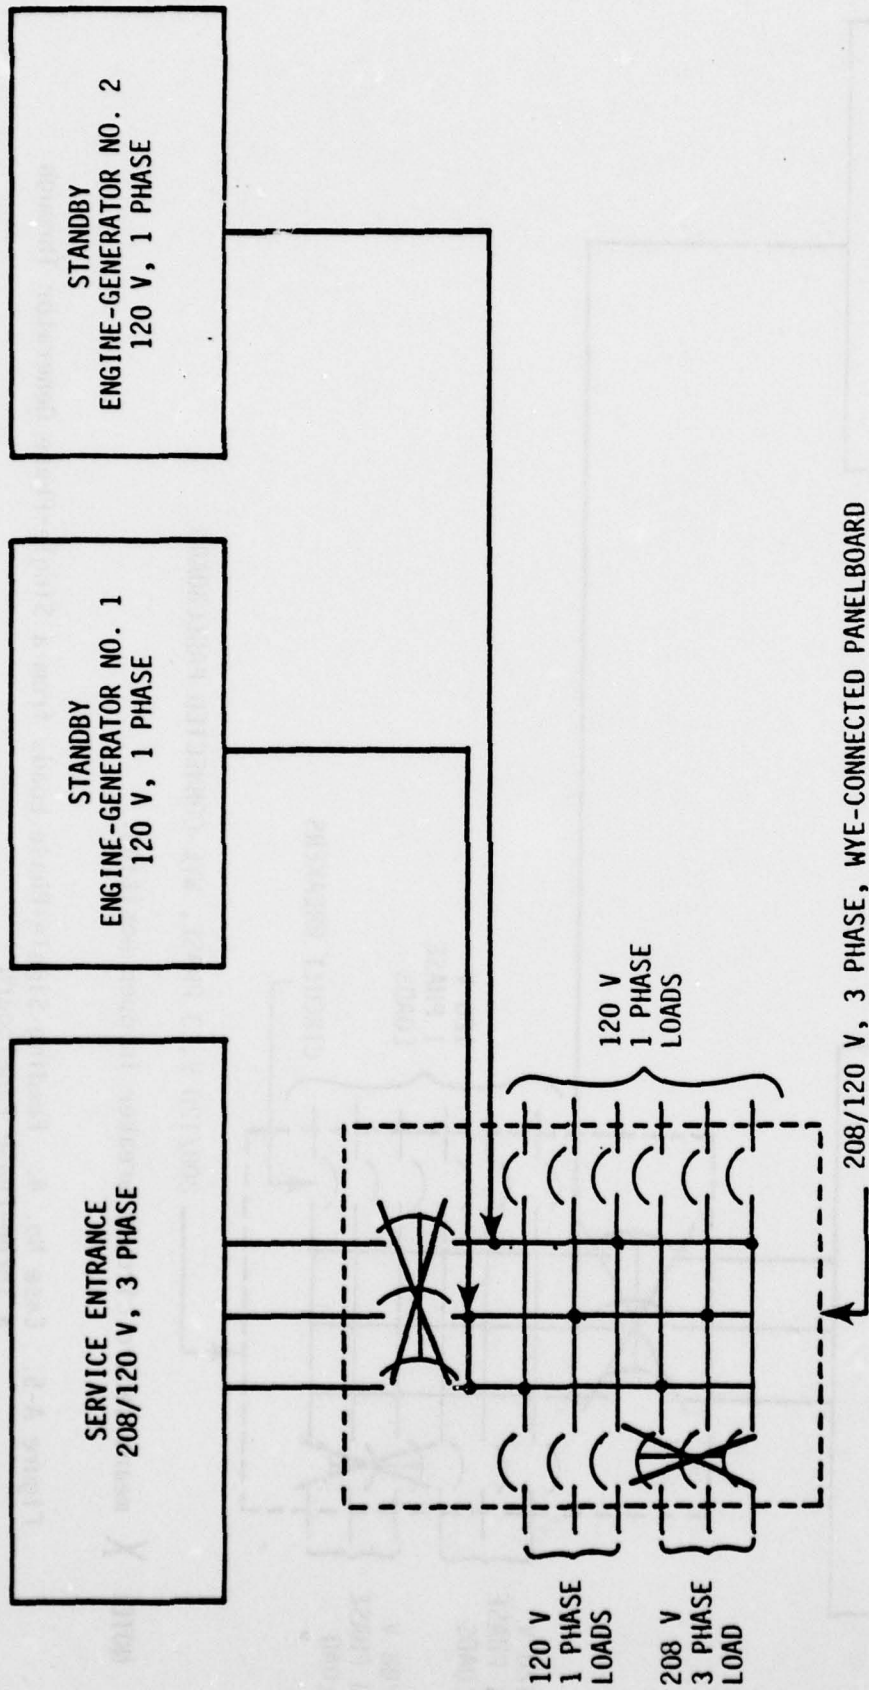 SERVICE ENTRANCE
208/120 V, 3 PHASE
STANDBY
ENGINE-GENERATOR NO. 1
120 V, 1 PHASE
STANDBY
ENGINE-GENERATOR NO. 2
120 V, 1 PHASE
120 V
1 PHASE
LOADS
208 V
3 PHASE
LOAD
120 V
1 PHASE
LOADS
208/120 V, 3 PHASE, WYE-CONNECTED PANELBOARD